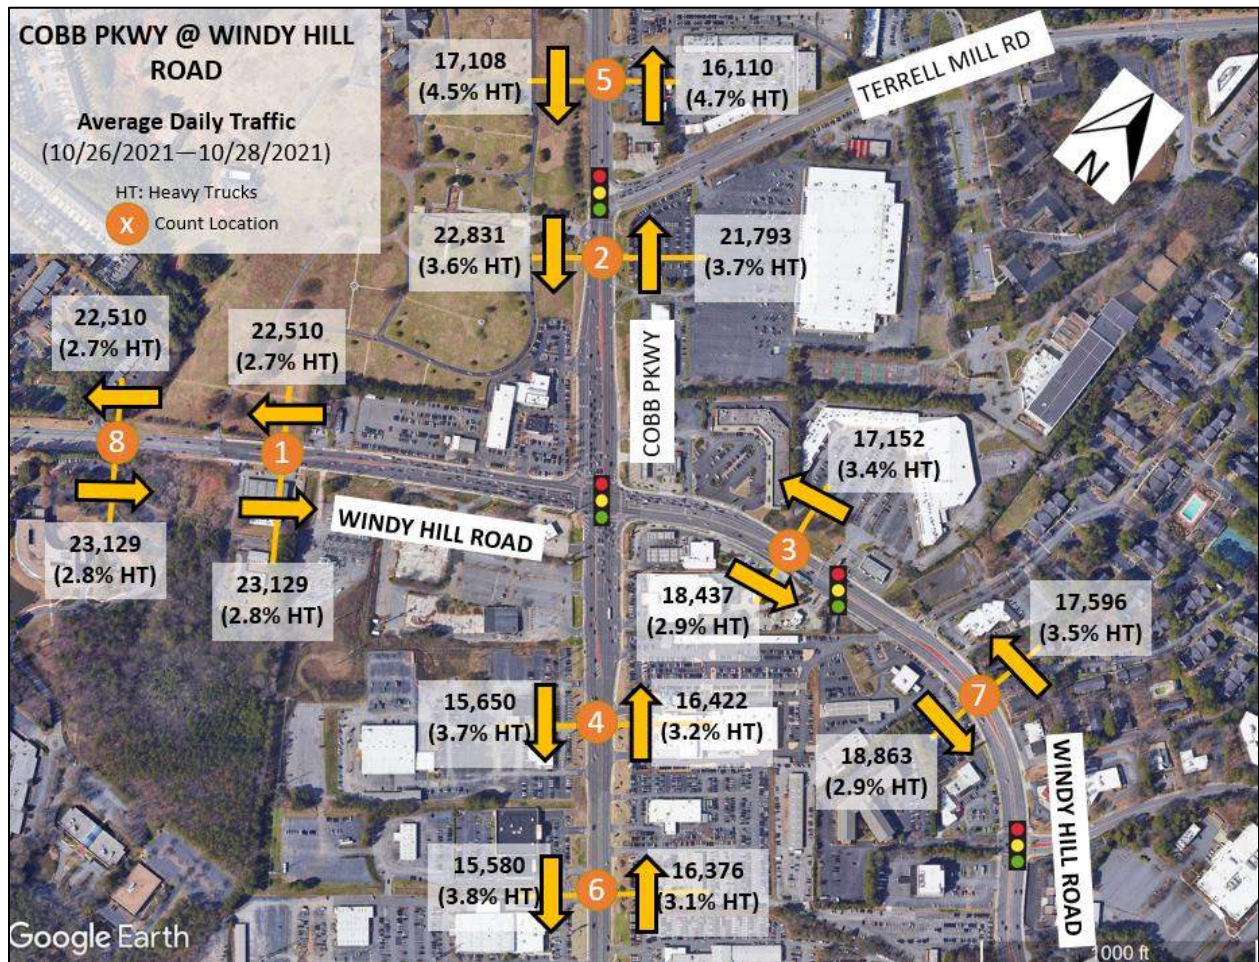 COBB PKWY @ WINDY HILL
ROAD
Average Daily Traffic
(10/26/2021—10/28/2021)
HT: Heavy Trucks
X Count Location
17,108
(4.5% HT)
5
16,110
(4.7% HT)
TERRELL MILL RD
N
22,831
(3.6% HT)
2
21,793
(3.7% HT)
22,510
(2.7% HT)
22,510
(2.7% HT)
COBB PKWY
8
1
17,152
(3.4% HT)
WINDY HILL ROAD
3
23,129
(2.8% HT)
23,129
(2.8% HT)
18,437
(2.9% HT)
17,596
(3.5% HT)
15,650
(3.7% HT)
4
16,422
(3.2% HT)
7
18,863
(2.9% HT)
WINDY HILL ROAD
15,580
(3.8% HT)
6
16,376
(3.1% HT)
Google Earth
1000 ft